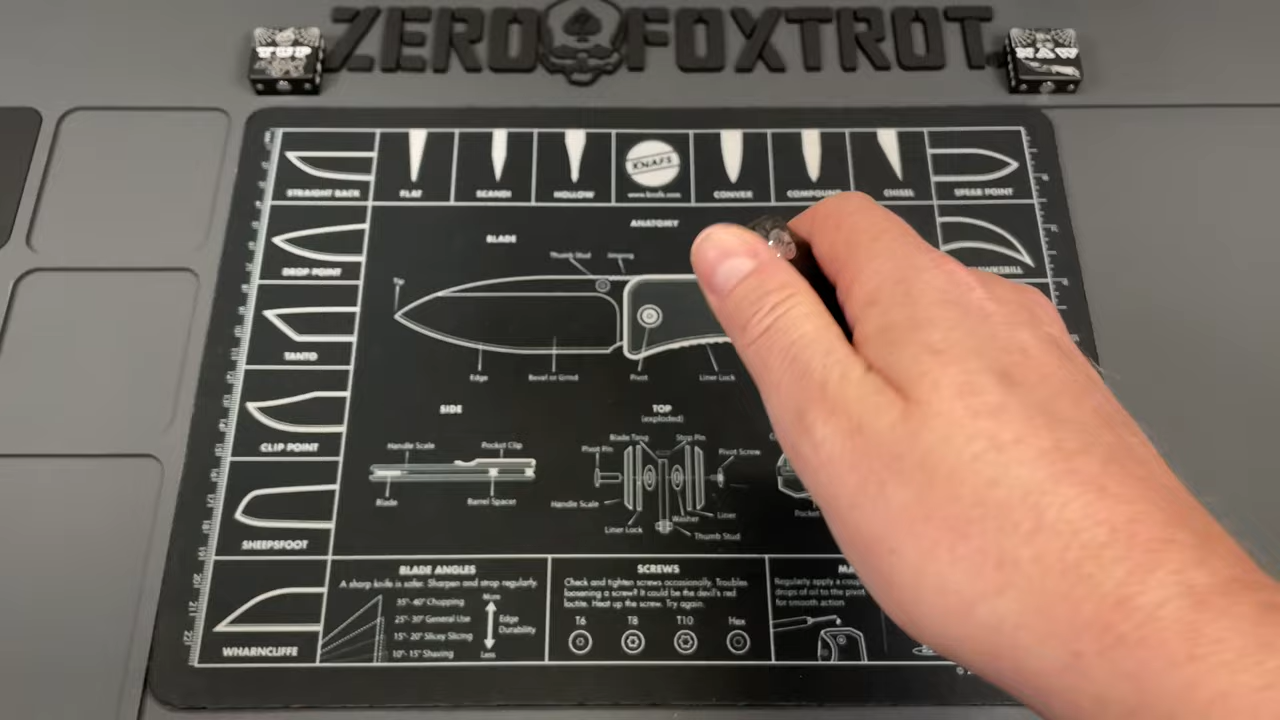 ZERO FOXTROT
STRAIGHT BACK
FLAT
SCANDI
HOLLOW
KNAFS
www.knafs.com
CONVEX
COMPOUND
CHISEL
SPEAR POINT
DROP POINT
TANTO
CLIP POINT
SHEEPSFOOT
WHARNCLIFFE
ANATOMY
BLADE
Thumb Stud
Jimping
Tip
Edge
Bevel or Grind
Pivot
Liner Lock
SIDE
Handle Scale
Pocket Clip
Blade
Barrel Spacer
TOP
(exploded)
Blade Tang
Stop Pin
Pivot Pin
Pivot Screw
Handle Scale
Liner
Washer
Liner Lock
Thumb Stud
Pocket
BLADE ANGLES
A sharp knife is safer. Sharpen and strop regularly.
35°- 40° Chopping
25°- 30° General Use
15°- 20° Slicey Slicing
10°- 15° Shaving
More
Edge
Durability
Less
SCREWS
Check and tighten screws occasionally. Troubles
loosening a screw? It could be the devil's red
loctite. Heat up the screw. Try again.
T6
T8
T10
Hex
Regularly apply a
drops of oil to the pivot
for smooth action